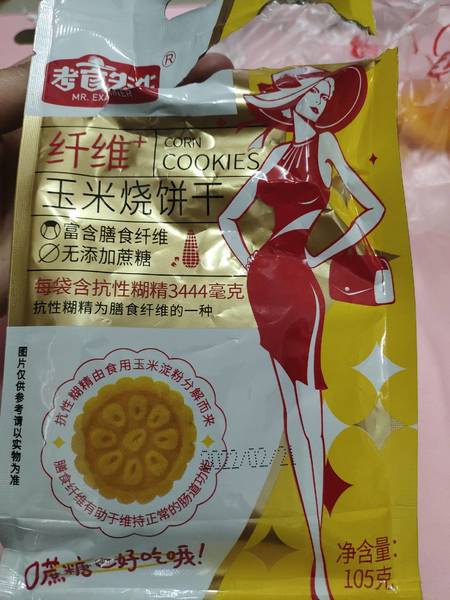 考官头沱
®
MR. EXAMINER
纤维+
CORN
COOKIES
玉米烧饼干
富含膳食纤维
无添加蔗糖
每袋含抗性糊精3444毫克
抗性糊精为膳食纤维的一种
图片仅供参考请以实物为准
抗性糊精由食用玉米淀粉分解而来
膳食纤维有助于维持正常的肠道功能
2022/02/2
0蔗糖也好吃哦!
净含量:
105克